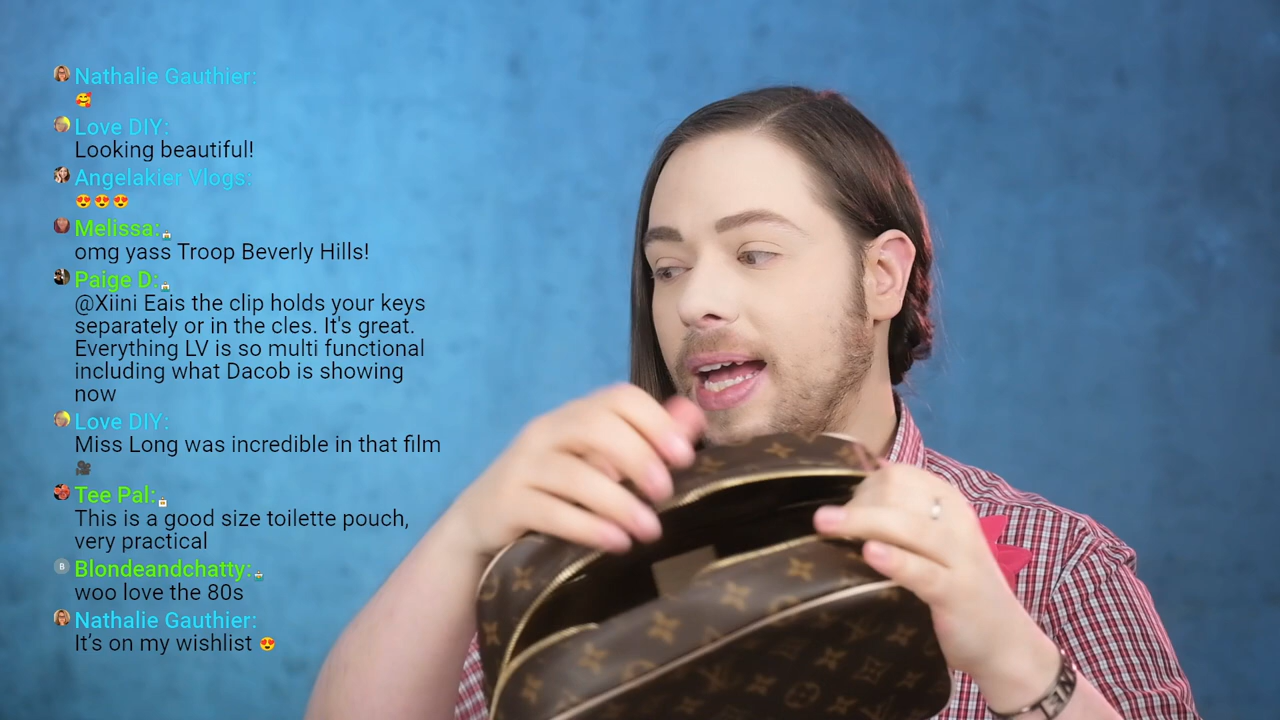 Nathalie Gauthier:
🥰
Love DIY:
Looking beautiful!
Angelakier Vlogs:
😍😍😍
Melissa:
omg yass Troop Beverly Hills!
Paige D:
@Xiini Eais the clip holds your keys
separately or in the cles. It's great.
Everything LV is so multi functional
including what Dacob is showing
now
Love DIY:
Miss Long was incredible in that film
🎥
Tee Pal:
This is a good size toilette pouch,
very practical
B Blondeandchatty:
woo love the 80s
Nathalie Gauthier:
It’s on my wishlist 😍